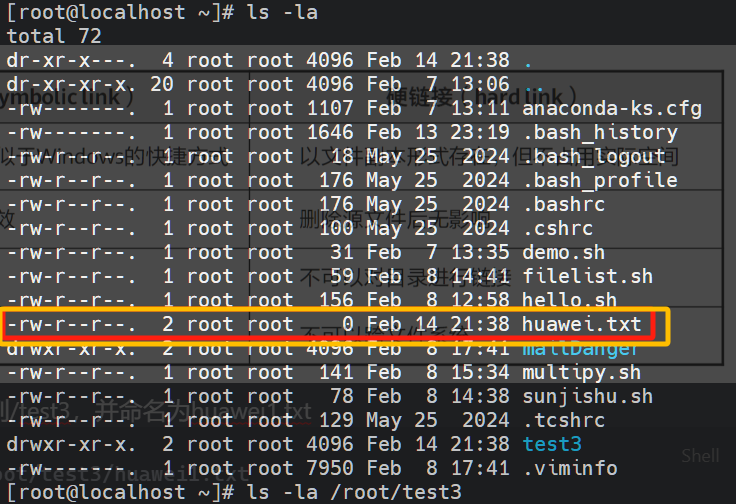 [root@localhost ~]# ls -la
total 72
dr-xr-x---.  4 root root 4096 Feb 14 21:38 .
dr-xr-xr-x. 20 root root 4096 Feb  7 13:06 ..
ymbolic link） 硬链接（hard link）
-rw-------.  1 root root 1107 Feb  7 13:11 anaconda-ks.cfg
-rw-------.  1 root root 1646 Feb 13 23:19 .bash_history
-rw-r--r--.  1 root root   18 May 25  2024 .bash_logout
似于Windows的快捷方式 以文件副本形式存在，但不占用实际空间
-rw-r--r--.  1 root root  176 May 25  2024 .bash_profile
-rw-r--r--.  1 root root  176 May 25  2024 .bashrc
-rw-r--r--.  1 root root  100 May 25  2024 .cshrc
效 删除源文件后无影响
-rw-r--r--.  1 root root   31 Feb  7 13:35 demo.sh
-rw-r--r--.  1 root root   59 Feb  8 14:41 filelist.sh
不可以对目录进行链接
-rw-r--r--.  1 root root  156 Feb  8 12:58 hello.sh
-rw-r--r--.  2 root root    0 Feb 14 21:38 huawei.txt
drwxr-xr-x.  2 root root 4096 Feb  8 17:41 mattDanger
-rw-r--r--.  1 root root  141 Feb  8 15:34 multipy.sh
-rw-r--r--.  1 root root   78 Feb  8 14:38 sunjishu.sh
/test3，并命名为huawei1.txt
-rw-r--r--.  1 root root  129 May 25  2024 .tcshrc
drwxr-xr-x.  2 root root 4096 Feb 14 21:38 test3
Shell
-rw-r--r--.  1 root root 7950 Feb  8 17:41 .viminfo
oot/test3/huawei1.txt
[root@localhost ~]# ls -la /root/test3